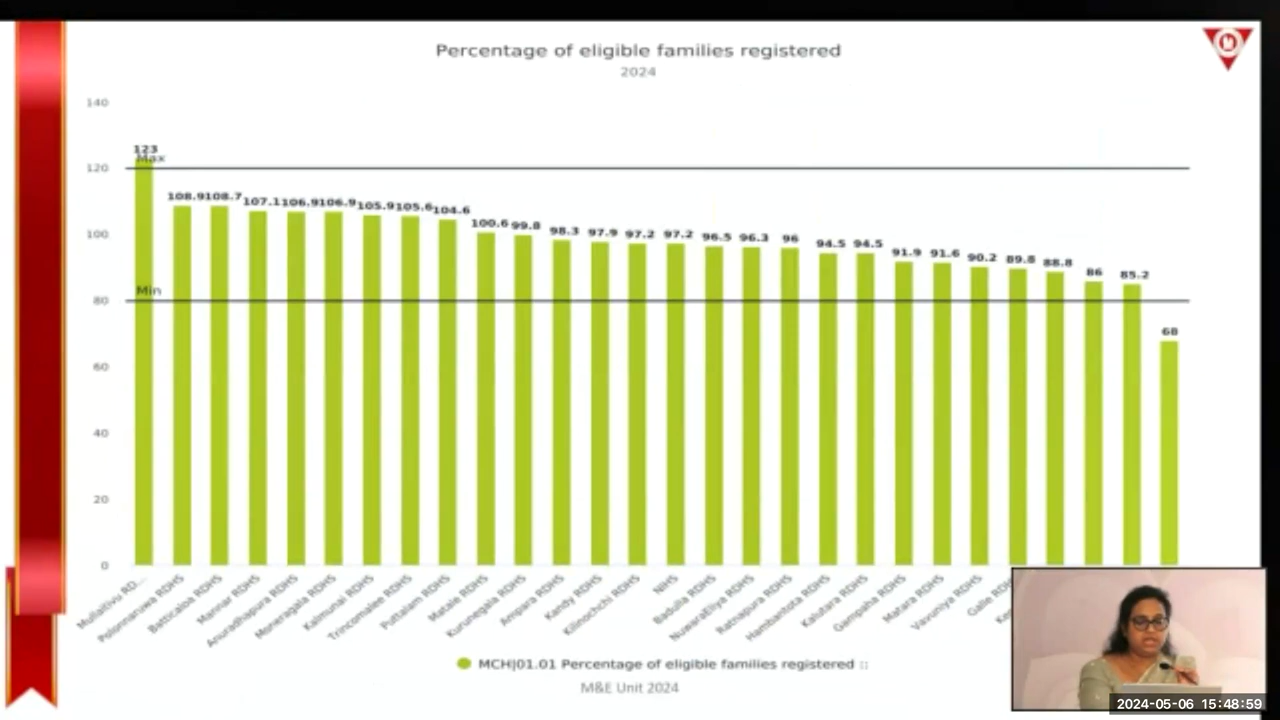 Percentage of eligible families registered
2024
140
120
100
80
60
40
20
0
Max
Min
123
108.9
108.7
107.1
106.9
106.9
105.9
105.6
104.6
100.6
99.8
98.3
97.9
97.2
97.2
96.5
96.3
96
94.5
94.5
91.9
91.6
90.2
89.8
88.8
86
85.2
68
Mullaitivu RD...
Polonnaruwa RDHS
Batticaloa RDHS
Mannar RDHS
Anuradhapura RDHS
Moneragala RDHS
Kalmunai RDHS
Trincomalee RDHS
Puttalam RDHS
Matale RDHS
Kurunegala RDHS
Ampara RDHS
Kandy RDHS
Kilinochchi RDHS
NIHS
Badulla RDHS
NuwaraEliya RDHS
Ratnapura RDHS
Hambantota RDHS
Kalutara RDHS
Gampaha RDHS
Matara RDHS
Vavuniya RDHS
Galle RDH
MCH|01.01 Percentage of eligible families registered ::
M&E Unit 2024
2024-05-06 15:48:59